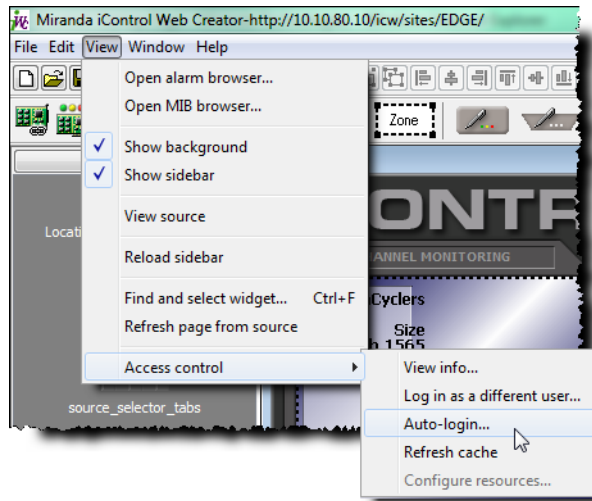 Miranda iControl Web Creator-http://10.10.80.10/icw/sites/EDGE/
File Edit View Window Help
Open alarm browser...
Open MIB browser...
Zone
Show background
Show sidebar
View source
Reload sidebar
Find and select widget... Ctrl+F
Refresh page from source
Access control
Locati
ONTR
ANNEL MONITORING
Cyclers
Size
1565
source_selector_tabs
View info...
Log in as a different user...
Auto-login...
Refresh cache
Configure resources...